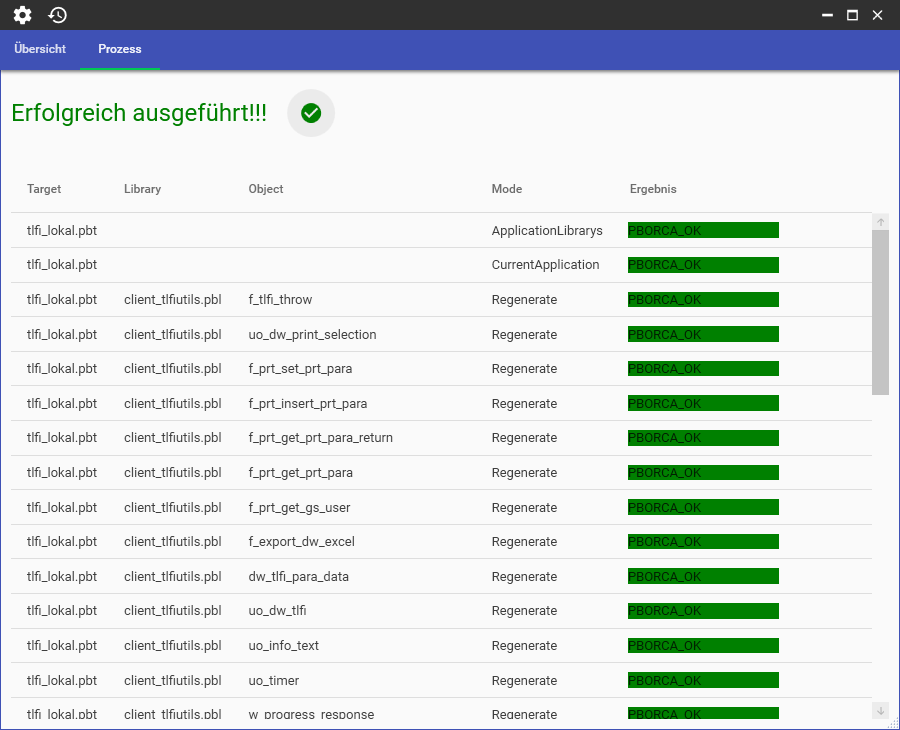 Übersicht Prozess
Erfolgreich ausgeführt!!!
Target Library Object Mode Ergebnis
tlfi_lokal.pbt ApplicationLibrarys PBORCA_OK
tlfi_lokal.pbt CurrentApplication PBORCA_OK
tlfi_lokal.pbt client_tlfiutils.pbl f_tlfi_throw Regenerate PBORCA_OK
tlfi_lokal.pbt client_tlfiutils.pbl uo_dw_print_selection Regenerate PBORCA_OK
tlfi_lokal.pbt client_tlfiutils.pbl f_prt_set_prt_para Regenerate PBORCA_OK
tlfi_lokal.pbt client_tlfiutils.pbl f_prt_insert_prt_para Regenerate PBORCA_OK
tlfi_lokal.pbt client_tlfiutils.pbl f_prt_get_prt_para_return Regenerate PBORCA_OK
tlfi_lokal.pbt client_tlfiutils.pbl f_prt_get_prt_para Regenerate PBORCA_OK
tlfi_lokal.pbt client_tlfiutils.pbl f_prt_get_gs_user Regenerate PBORCA_OK
tlfi_lokal.pbt client_tlfiutils.pbl f_export_dw_excel Regenerate PBORCA_OK
tlfi_lokal.pbt client_tlfiutils.pbl dw_tlfi_para_data Regenerate PBORCA_OK
tlfi_lokal.pbt client_tlfiutils.pbl uo_dw_tlfi Regenerate PBORCA_OK
tlfi_lokal.pbt client_tlfiutils.pbl uo_info_text Regenerate PBORCA_OK
tlfi_lokal.pbt client_tlfiutils.pbl uo_timer Regenerate PBORCA_OK
tlfi_lokal.pbt client_tlfiutils.pbl w_progress_response Regenerate PBORCA_OK